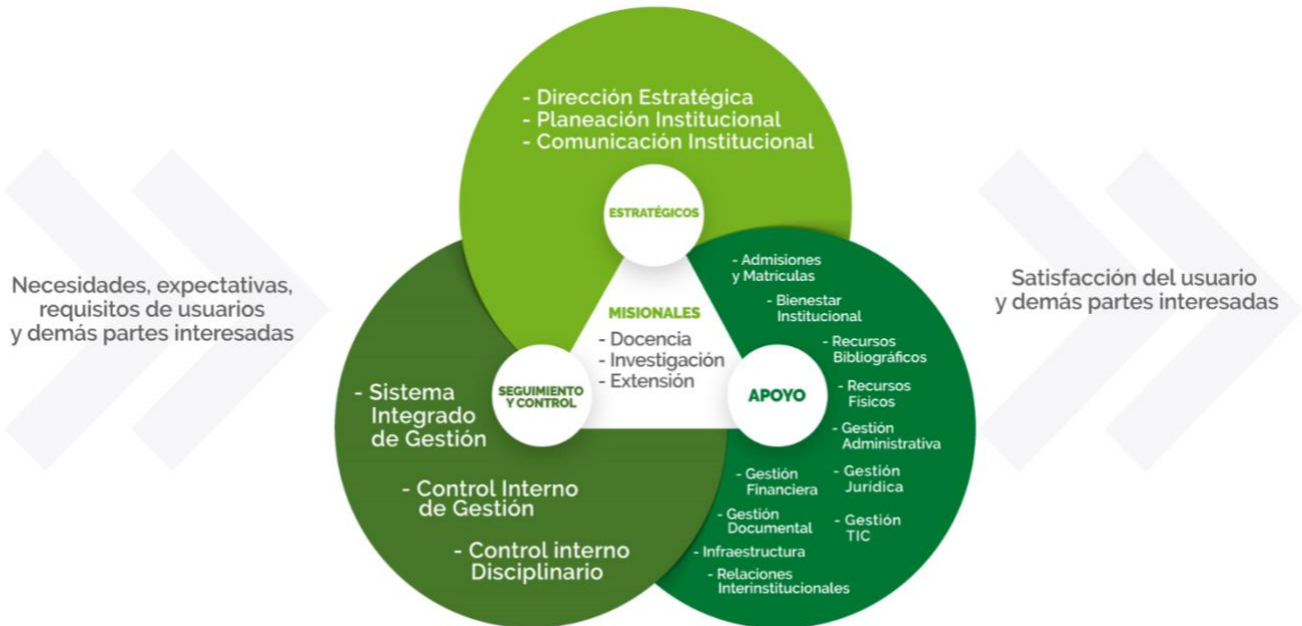 - Dirección Estratégica
- Planeación Institucional
- Comunicación Institucional
ESTRATÉGICOS
Necesidades, expectativas,
requisitos de usuarios
y demás partes interesadas
MISIONALES
- Docencia
- Investigación
- Extensión
SEGUIMIENTO
Y CONTROL
- Sistema
Integrado
de Gestión
- Control Interno
de Gestión
- Control interno
Disciplinario
APOYO
- Admisiones
y Matrículas
- Bienestar
Institucional
- Recursos
Bibliográficos
- Recursos
Físicos
- Gestión
Administrativa
- Gestión
Financiera
- Gestión
Jurídica
- Gestión
Documental
- Gestión
TIC
- Infraestructura
- Relaciones
Interinstitucionales
Satisfacción del usuario
y demás partes interesadas